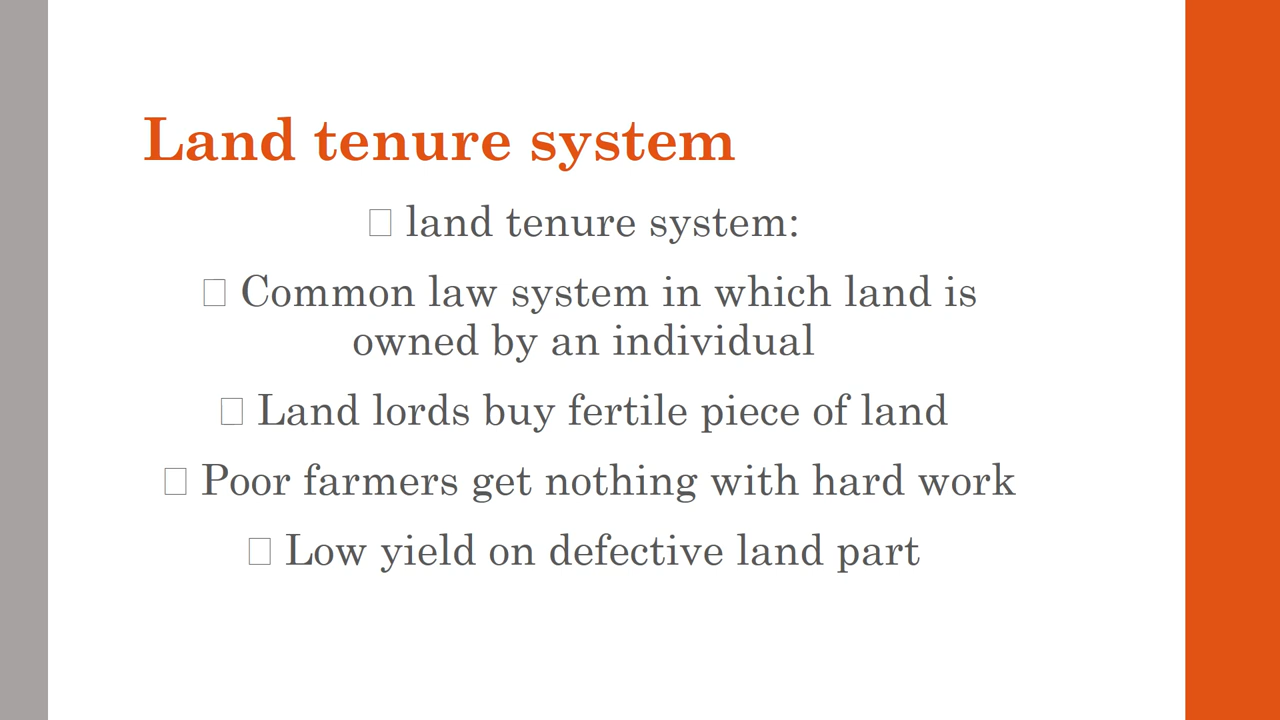 Land tenure system
□ land tenure system:
□ Common law system in which land is
owned by an individual
□ Land lords buy fertile piece of land
□ Poor farmers get nothing with hard work
□ Low yield on defective land part